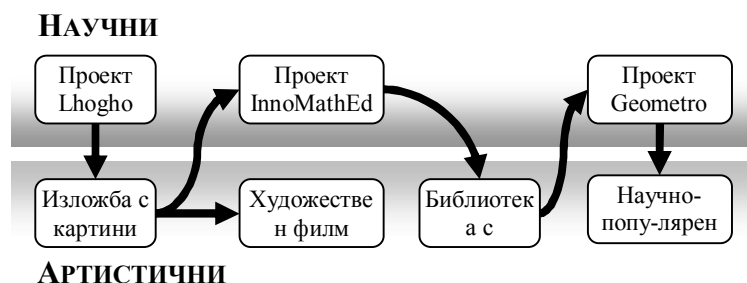 НАУЧНИ
Проект
Lhogho
Проект
InnoMathEd
Проект
Geometro
Изложба с
картини
Художестве
н филм
Библиотек
а с
Научно-
попу-лярен
АРТИСТИЧНИ